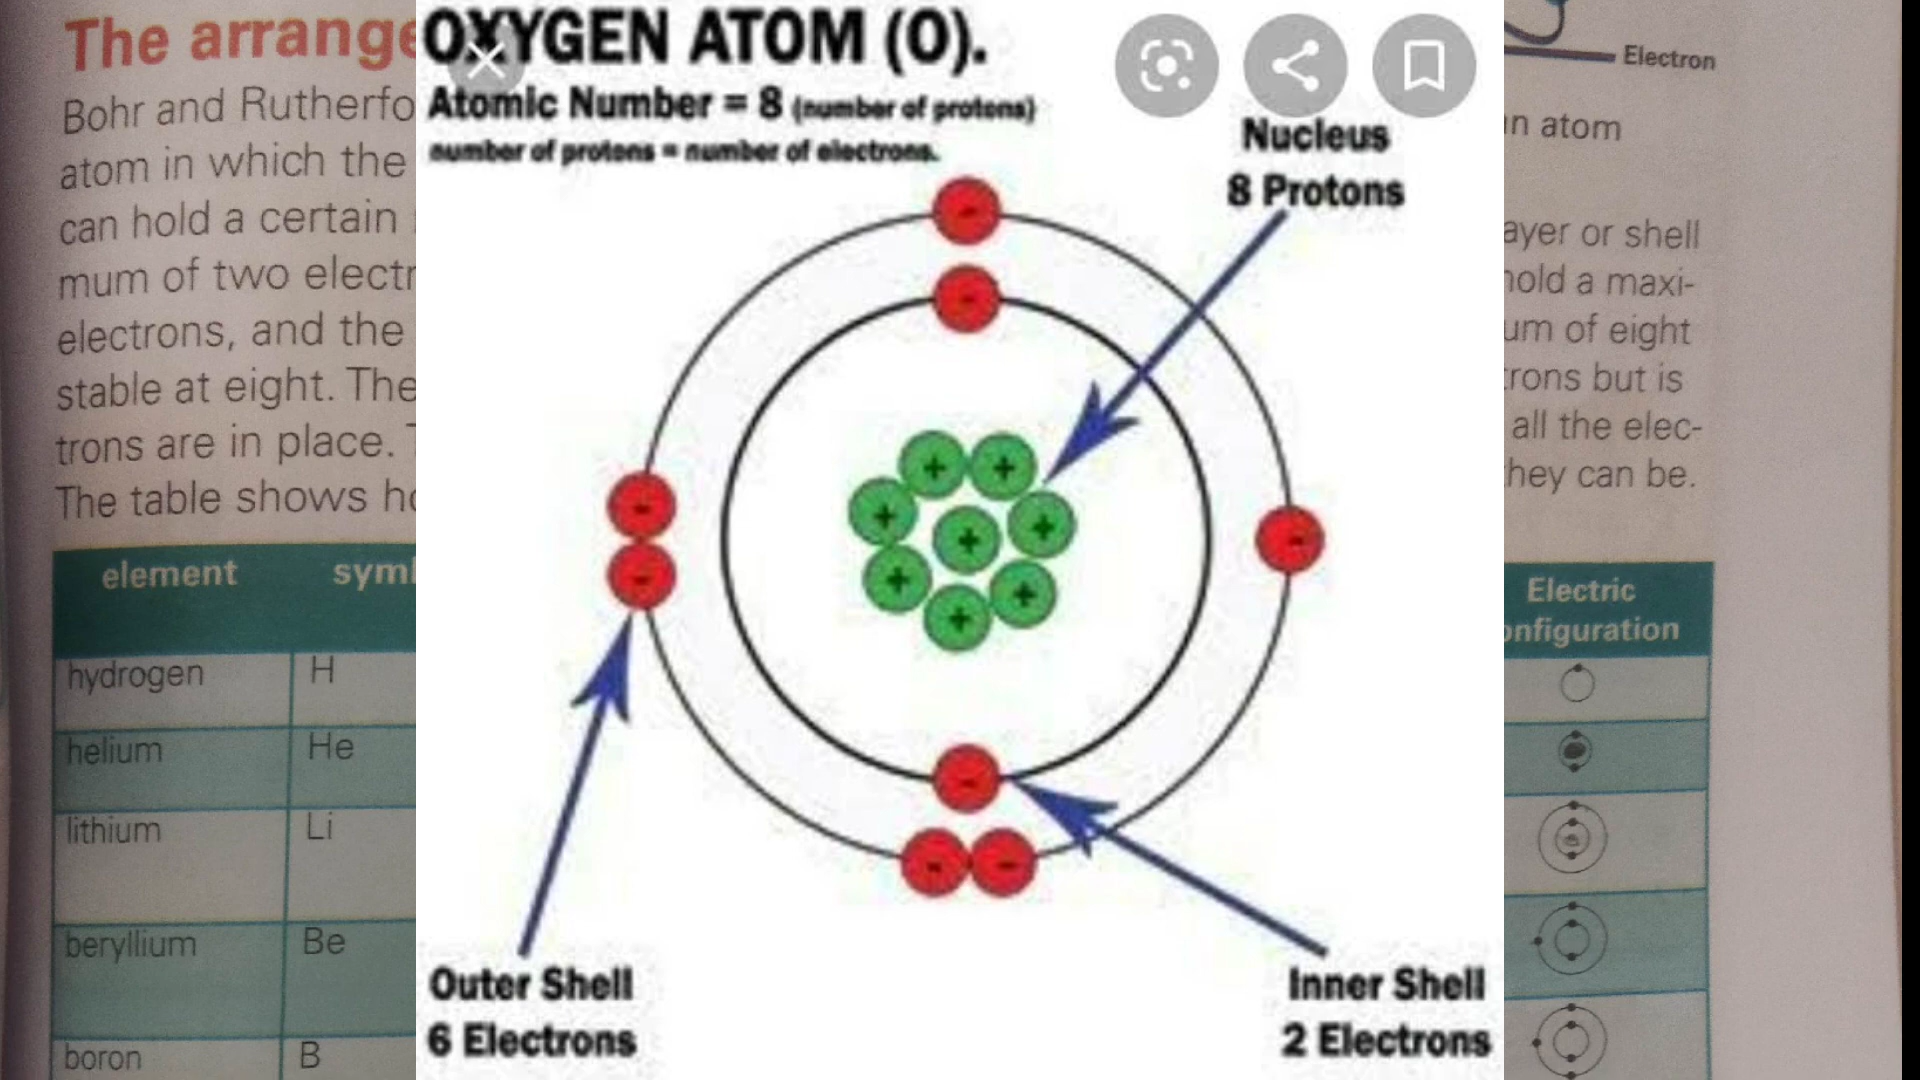 The arrange
Bohr and Rutherfo
atom in which the
can hold a certain
mum of two electr
electrons, and the
stable at eight. The
trons are in place. T
The table shows ho
element symb
hydrogen H
helium He
lithium Li
beryllium Be
boron B
OXYGEN ATOM (O).
Atomic Number = 8 (number of protons)
number of protons = number of electrons.
Nucleus
8 Protons
Outer Shell
6 Electrons
Inner Shell
2 Electrons
Electron
n atom
ayer or shell
hold a maxi-
um of eight
trons but is
all the elec-
they can be.
Electric
onfiguration